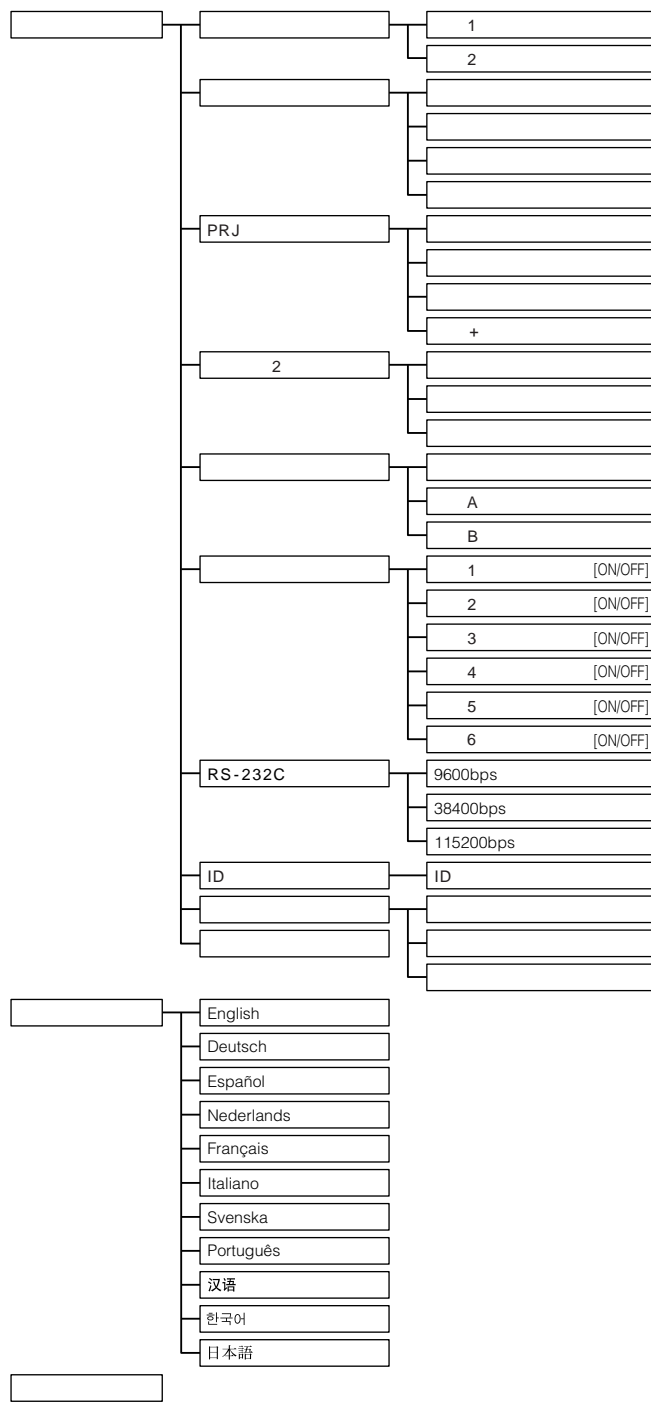 1
2
PRJ
+
2
A
B
1 [ON/OFF]
2 [ON/OFF]
3 [ON/OFF]
4 [ON/OFF]
5 [ON/OFF]
6 [ON/OFF]
RS-232C 9600bps
38400bps
115200bps
ID ID
English
Deutsch
Español
Nederlands
Français
Italiano
Svenska
Português
汉语
한국어
日本語